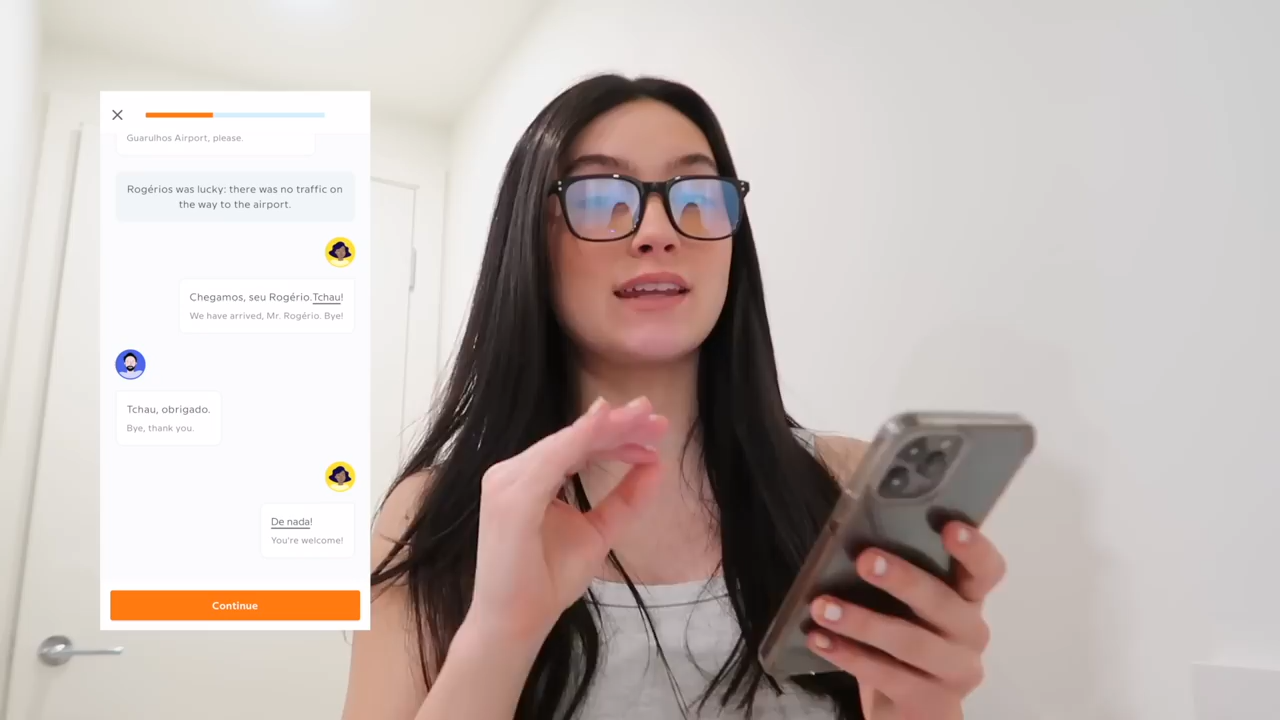 Guarulhos Airport, please.
Rogérios was lucky: there was no traffic on
the way to the airport.
Chegamos, seu Rogério.Tchau!
We have arrived, Mr. Rogério. Bye!
Tchau, obrigado.
Bye, thank you.
De nada!
You're welcome!
Continue